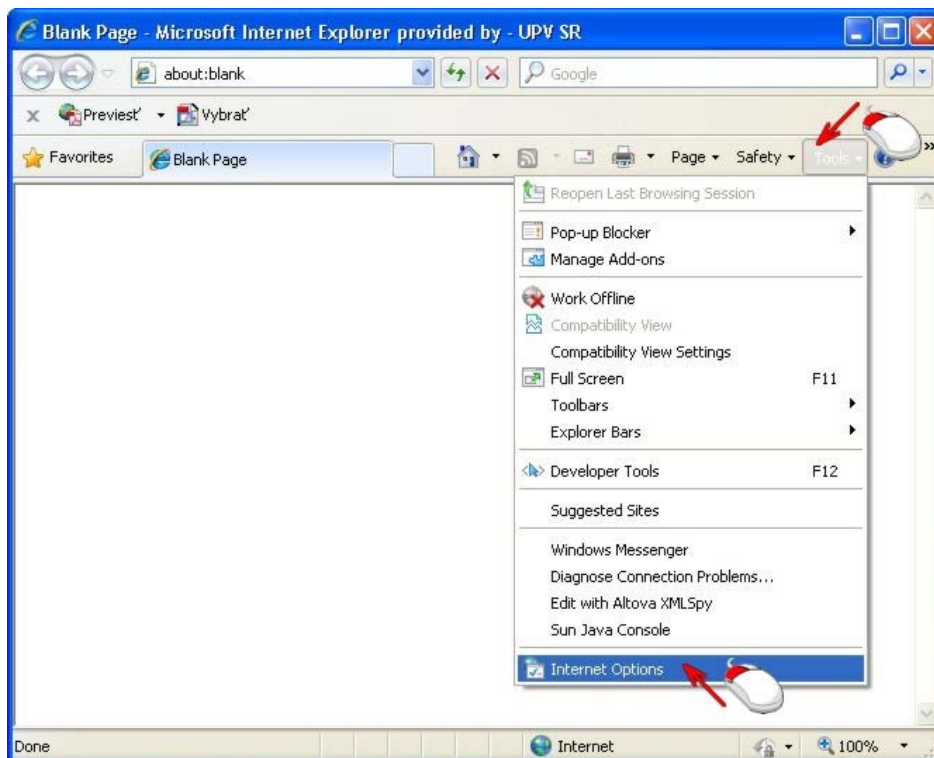 Blank Page - Microsoft Internet Explorer provided by - UPV SR
about:blank
Google
x Previesť Vybrať
Favorites Blank Page Page Safety Tools »
Reopen Last Browsing Session
Pop-up Blocker
Manage Add-ons
Work Offline
Compatibility View
Compatibility View Settings
Full Screen F11
Toolbars
Explorer Bars
Developer Tools F12
Suggested Sites
Windows Messenger
Diagnose Connection Problems...
Edit with Altova XMLSpy
Sun Java Console
Internet Options
Done Internet 100%